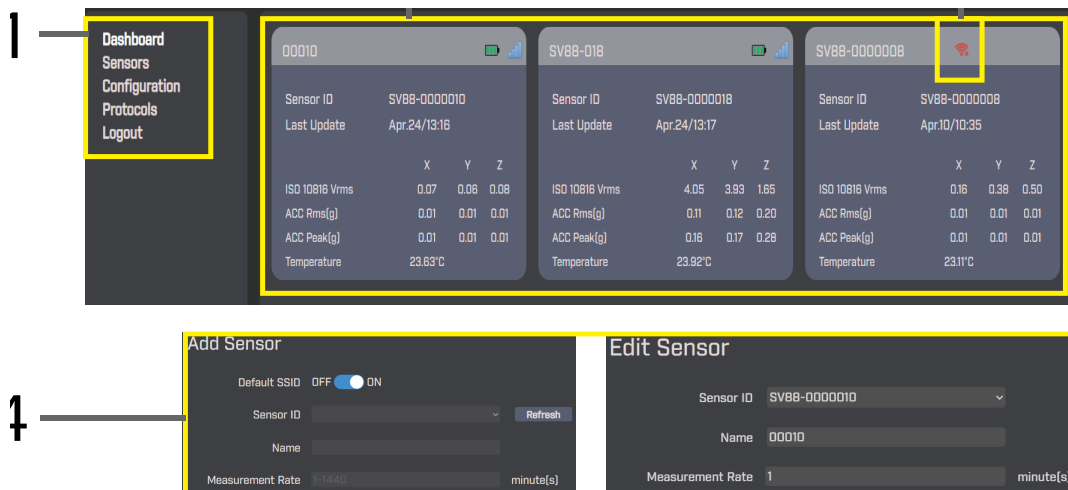 1
Dashboard
Sensors
Configuration
Protocols
Logout
00010
Sensor ID SV88-0000010
Last Update Apr.24/13:16
X Y Z
ISO 10816 Vrms 0.07 0.06 0.08
ACC Rms(g) 0.01 0.01 0.01
ACC Peak(g) 0.01 0.01 0.01
Temperature 23.63°C
SV88-018
Sensor ID SV88-0000018
Last Update Apr.24/13:17
X Y Z
ISO 10816 Vrms 4.05 3.93 1.65
ACC Rms(g) 0.11 0.12 0.20
ACC Peak(g) 0.16 0.17 0.28
Temperature 23.92°C
SV88-0000008
Sensor ID SV88-0000008
Last Update Apr.10/10:35
X Y Z
ISO 10816 Vrms 0.16 0.38 0.50
ACC Rms(g) 0.01 0.01 0.01
ACC Peak(g) 0.01 0.01 0.01
Temperature 23.11°C
4
Add Sensor
Default SSID OFF ON
Sensor ID Refresh
Name
Measurement Rate 1-1440 minute(s)
Edit Sensor
Sensor ID SV88-0000010
Name 00010
Measurement Rate 1 minute(s)